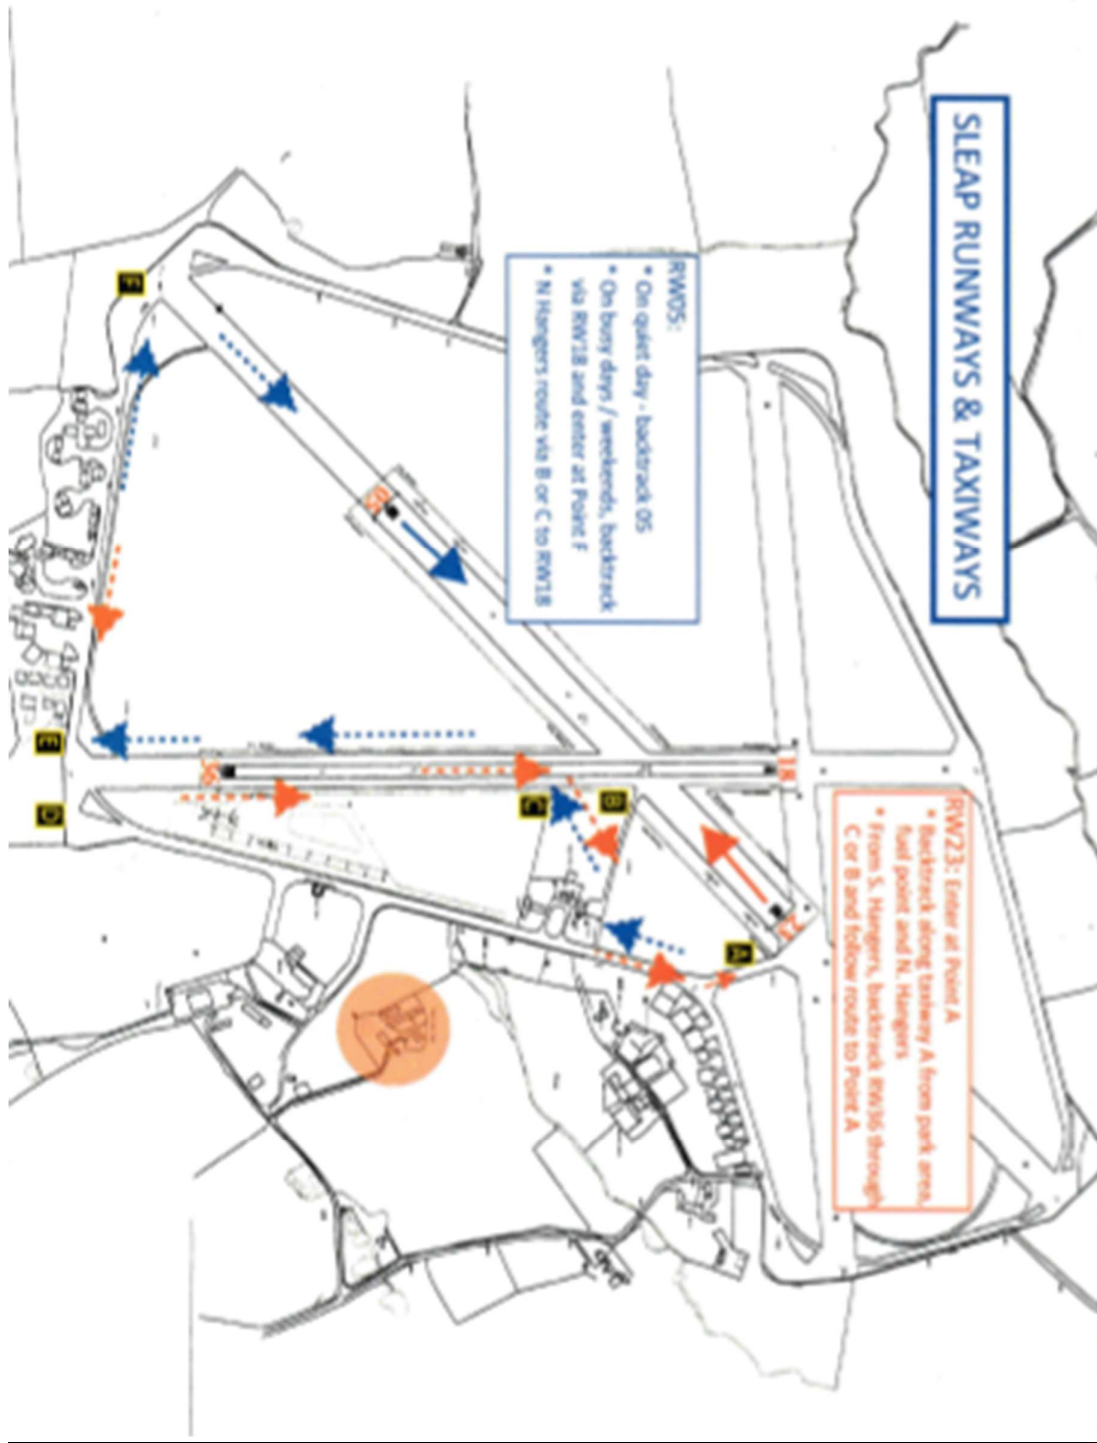 SLEAP RUNWAYS & TAXIWAYS
RW05:
* On quiet day - backtrack 05
* On busy days / weekends, backtrack
via RW18 and enter at Point F
* N Hangers route via B or C to RW18
RW23: Enter at Point A
* Backtrack along taxiway A from park area,
fuel point and N. Hangers
* From S. Hangers, backtrack RW36 through
C or B and follow route to Point A
F
05
E
D
36
C
B
18
23
A